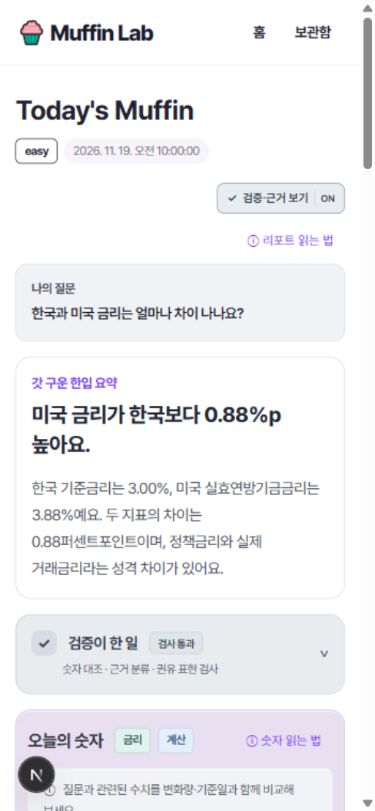 Muffin Lab
홈
보관함
Today's Muffin
easy
2026. 11. 19. 오전 10:00:00
검증·근거 보기
ON
리포트 읽는 법
나의 질문
한국과 미국 금리는 얼마나 차이 나나요?
갓 구운 한입 요약
미국 금리가 한국보다 0.88%p
높아요.
한국 기준금리는 3.00%, 미국 실효연방기금금리는
3.88%예요. 두 지표의 차이는
0.88퍼센트포인트이며, 정책금리와 실제
거래금리라는 성격 차이가 있어요.
검증이 한 일
검사 통과
숫자 대조 · 근거 분류 · 권유 표현 검사
오늘의 숫자
금리
계산
숫자 읽는 법
N
질문과 관련된 수치를 변화량·기준일과 함께 비교해
보세요